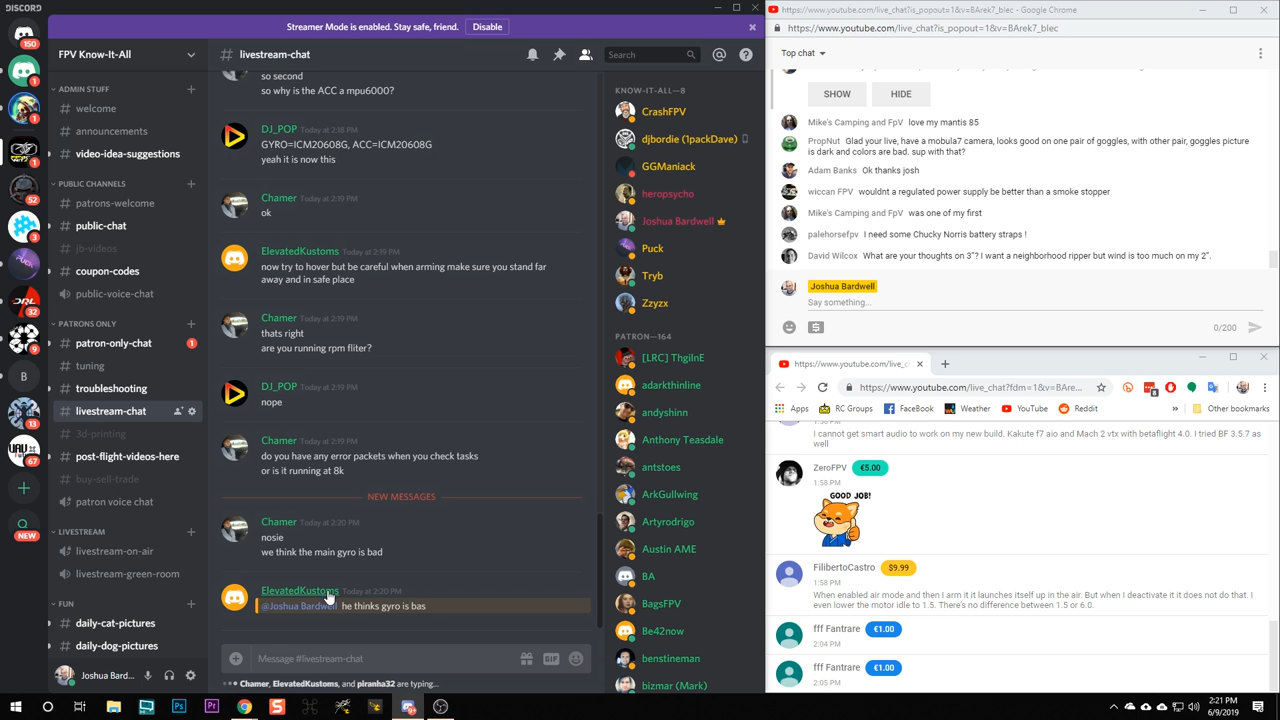 DISCORD
Streamer Mode is enabled. Stay safe, friend.
Disable
FPV Know-It-All
# livestream-chat
Search
ADMIN STUFF
# welcome
# announcements
# video-idea-suggestions
PUBLIC CHANNELS
# patrons-welcome
# public-chat
# jb-videos
# coupon-codes
public-voice-chat
PATRONS ONLY
# patron-only-chat
1
# tuning
# troubleshooting
# livestream-chat
# 3d-printing
# post-flight-videos-here
# buy-sell-trade
patron voice chat
LIVESTREAM
livestream-on-air
livestream-green-room
FUN
# daily-cat-pictures
# daily-dog-pictures
Joshua Bard...
150
1
1
52
3
DRL
32
9
B
13
UAV
67
NEW
so second
so why is the ACC a mpu6000?
DJ_POP Today at 2:18 PM
GYRO=ICM20608G, ACC=ICM20608G
yeah it is now this
Chamer Today at 2:19 PM
ok
ElevatedKustoms Today at 2:19 PM
now try to hover but be careful when arming make sure you stand far
away and in safe place
Chamer Today at 2:19 PM
thats right
are you running rpm fliter?
DJ_POP Today at 2:19 PM
nope
Chamer Today at 2:19 PM
do you have any error packets when you check tasks
or is it running at 8k
NEW MESSAGES
Chamer Today at 2:20 PM
nosie
we think the main gyro is bad
ElevatedKustoms Today at 2:20 PM
@Joshua Bardwell he thinks gyro is bas
Message #livestream-chat
GIF
Chamer, ElevatedKustoms, and piranha32 are typing...
KNOW-IT-ALL—8
CrashFPV
djbordie (1packDave)
GGManiack
heropsycho
Joshua Bardwell
Puck
Tryb
Zzyzx
PATRON—164
[LRC] ThgilnE
adarkthinline
andyshinn
Anthony Teasdale
antstoes
ArkGullwing
Artyrodrigo
Austin AME
BA
BagsFPV
Be42now
benstineman
bizmar (Mark)
https://www.youtube.com/live_chat?is_popout=1&v=BArek7_blec - Google Chrome
https://www.youtube.com/live_chat?is_popout=1&v=BArek7_blec
Top chat
SHOW
HIDE
Mike's Camping and FpV love my mantis 85
PropNut Glad your live, have a mobula7 camera, looks good on one pair of goggles, with other pair, goggles picture
is dark and colors are bad. sup with that?
Adam Banks Ok thanks josh
wiccan FPV wouldnt a regulated power supply be better than a smoke stopper
Mike's Camping and FpV was one of my first
palehorsefpv I need some Chucky Norris battery straps !
David Wilcox What are your thoughts on 3"? I want a neighborhood ripper but wind is too much on my 2".
Joshua Bardwell
Say something...
0/200
https://www.youtube.com/live_c
https://www.youtube.com/live_chat?fdm=1&v=BAre...
Apps
RC Groups
FaceBook
Weather
YouTube
Reddit
»
Other bookmarks
I cannot get smart audio to work on my new build. Kakute f7 aio and Mach 2 vtx with betaflight 4.0. I tried BF 3.5.7 as
well
ZeroFPV €5.00
1:58 PM
GOOD JOB!
FilibertoCastro $9.99
1:58 PM
When enabled air mode and then I arm it it launches itself up in the air. But when I deactivate it it does not do that. I
even lower the motor idle to 1.5. There's no difference between 1.5 or 6.0.
fff Fantrare €1.00
2:04 PM
fff Fantrare €1.00
2:05 PM
2:21 PM
6/9/2019